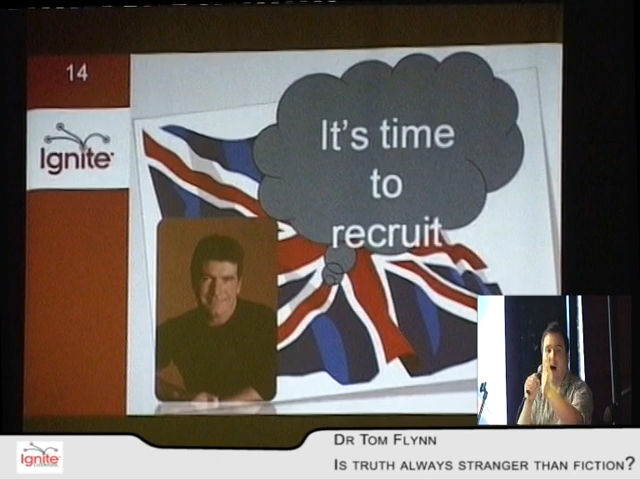 14
Ignite
It's time
to
recruit
Ignite
DR TOM FLYNN
IS TRUTH ALWAYS STRANGER THAN FICTION?